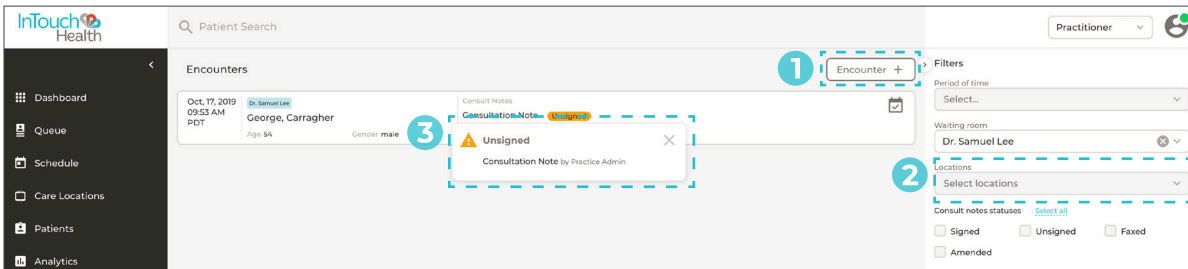 InTouch
Health
Patient Search
Practitioner
Dashboard
Queue
Schedule
Care Locations
Patients
Analytics
Encounters
1
Encounter +
Oct, 17, 2019
09:53 AM
PDT
Dr. Samuel Lee
George, Carragher
Age 54 Gender male
Consult Notes
Consultation Note Unsigned
3
Unsigned
Consultation Note by Practice Admin
Filters
Period of time
Select...
Waiting room
Dr. Samuel Lee
2
Locations
Select locations
Consult notes statuses Select all
Signed Unsigned Faxed
Amended